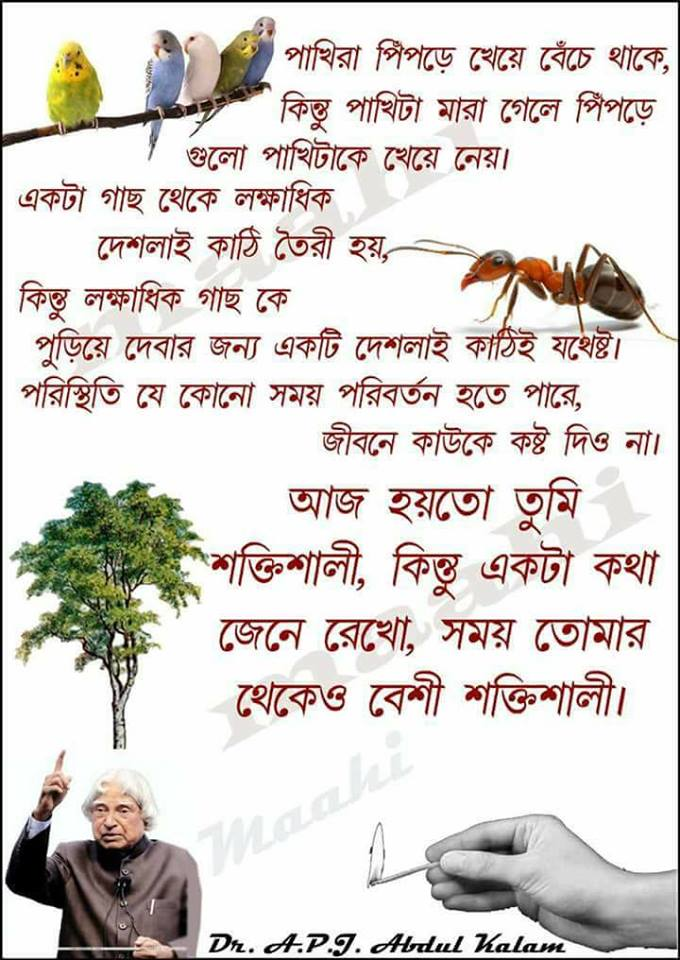 পাখিরা পিঁপড়ে খেয়ে বেঁচে থাকে,
কিন্তু পাখিটা মারা গেলে পিঁপড়ে
গুলো পাখিটাকে খেয়ে নেয়।
একটা গাছ থেকে লক্ষাধিক
দেশলাই কাঠি তৈরী হয়,
কিন্তু লক্ষাধিক গাছ কে
পুড়িয়ে দেবার জন্য একটি দেশলাই কাঠিই যথেষ্ট।
পরিস্থিতি যে কোনো সময় পরিবর্তন হতে পারে,
জীবনে কাউকে কষ্ট দিও না।
আজ হয়তো তুমি
শক্তিশালী, কিন্তু একটা কথা
জেনে রেখো, সময় তোমার
থেকেও বেশী শক্তিশালী।
maahi
maahi
Maahi
Dr. A.P.J. Abdul Kalam